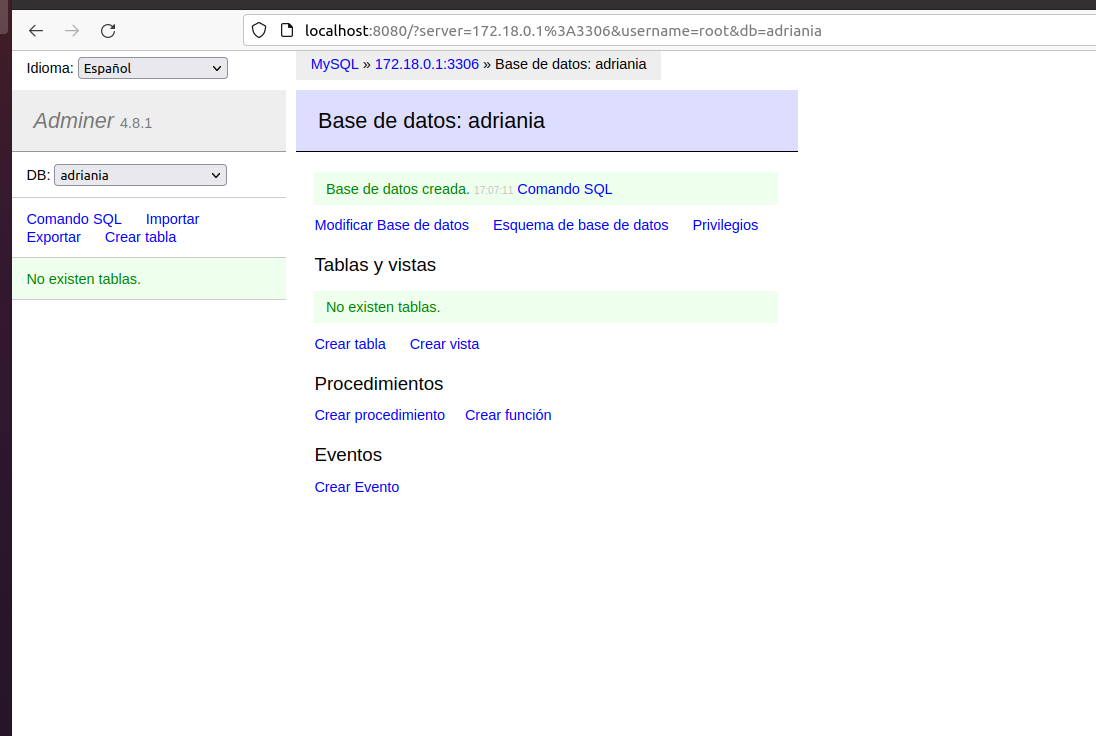 localhost:8080/?server=172.18.0.1%3A3306&username=root&db=adriania
Idioma: Español
MySQL » 172.18.0.1:3306 » Base de datos: adriania
Adminer 4.8.1
Base de datos: adriania
DB: adriania
Comando SQL Importar
Exportar Crear tabla
No existen tablas.
Base de datos creada. 17:07:11 Comando SQL
Modificar Base de datos Esquema de base de datos Privilegios
Tablas y vistas
No existen tablas.
Crear tabla Crear vista
Procedimientos
Crear procedimiento Crear función
Eventos
Crear Evento